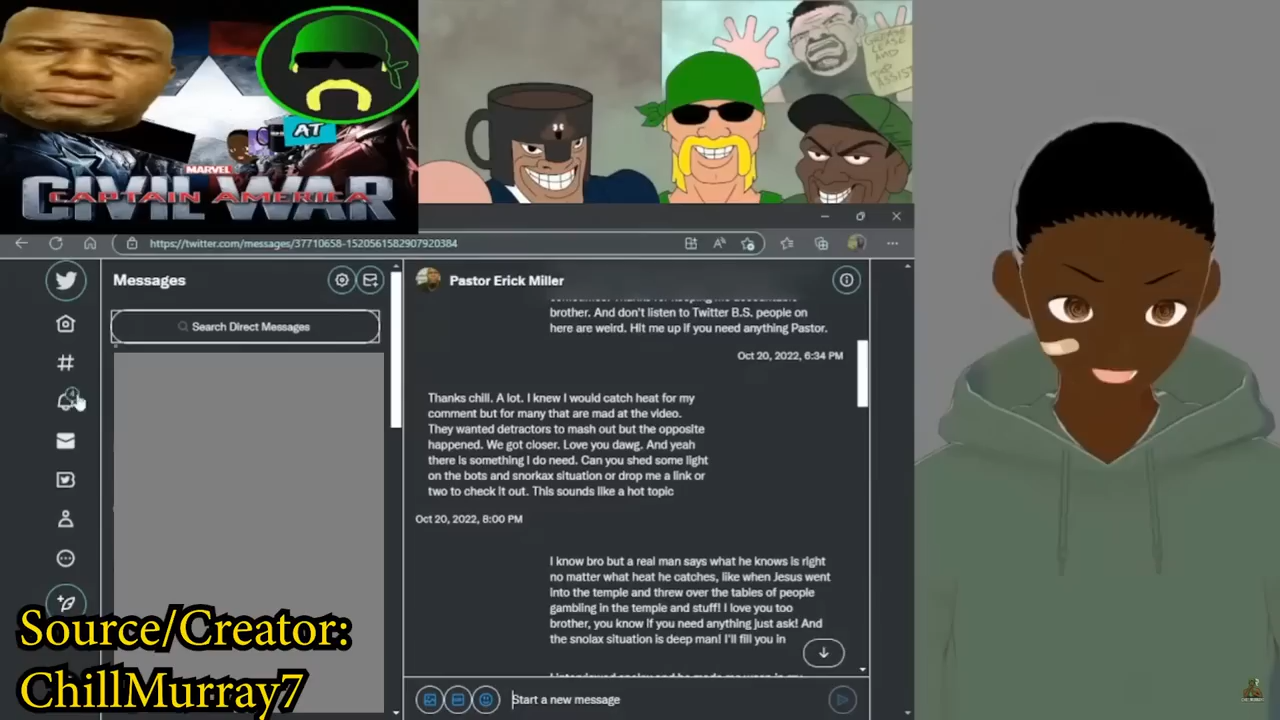 GREASE
LEASE
AND
TWO
ASSIST
34
AT
MARVEL
CAPTAIN AMERICA
CIVIL WAR
https://twitter.com/messages/37710658-1520561582907920384
Messages
Search Direct Messages
Pastor Erick Miller
brother. And don't listen to Twitter B.S. people on
here are weird. Hit me up if you need anything Pastor.
Oct 20, 2022, 6:34 PM
Thanks chill. A lot. I knew I would catch heat for my
comment but for many that are mad at the video.
They wanted detractors to mash out but the opposite
happened. We got closer. Love you dawg. And yeah
there is something I do need. Can you shed some light
on the bots and snorkax situation or drop me a link or
two to check it out. This sounds like a hot topic
Oct 20, 2022, 8:00 PM
I know bro but a real man says what he knows is right
no matter what heat he catches, like when Jesus went
into the temple and threw over the tables of people
gambling in the temple and stuff! I love you too
brother, you know if you need anything just ask! And
the snolax situation is deep man! I'll fill you in
Start a new message
Source/Creator:
ChillMurray7